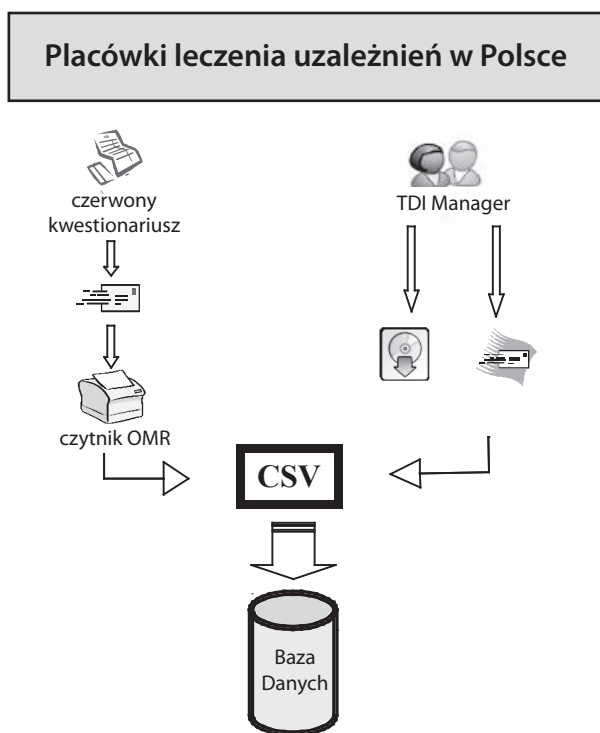 Placówki leczenia uzależnień w Polsce
czerwony
kwestionariusz
TDI Manager
czytnik OMR
CSV
Baza
Danych